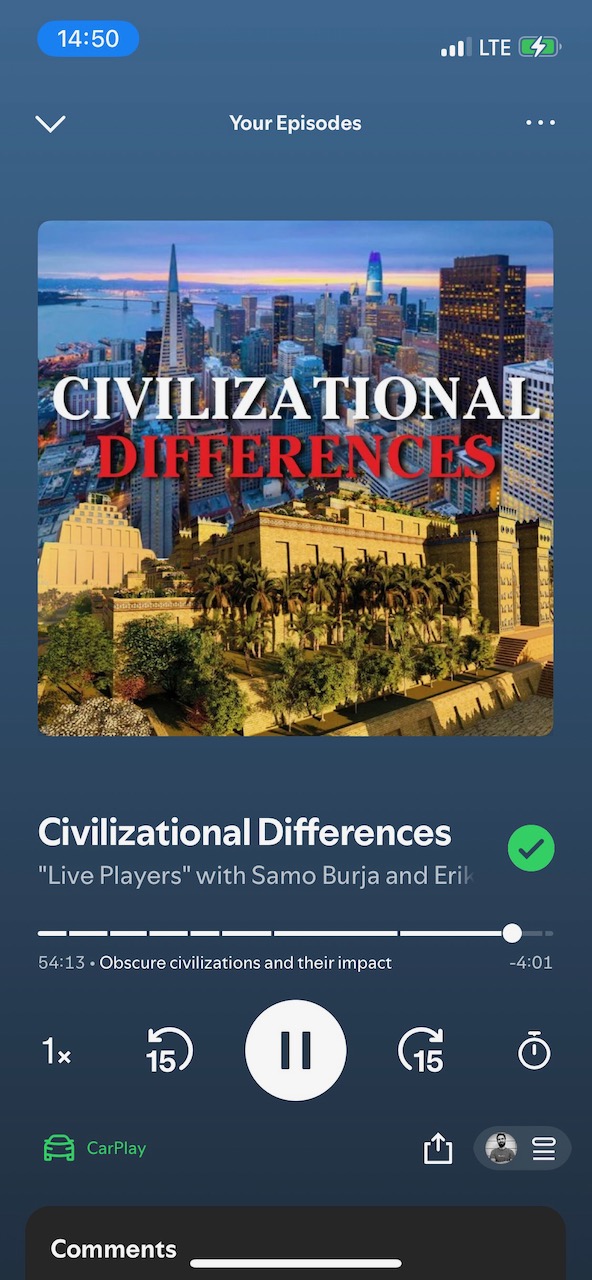 14:50
LTE
Your Episodes
CIVILIZATIONAL
DIFFERENCES
Civilizational Differences
"Live Players" with Samo Burja and Erik
54:13 • Obscure civilizations and their impact
-4:01
1x
15
15
CarPlay
Comments